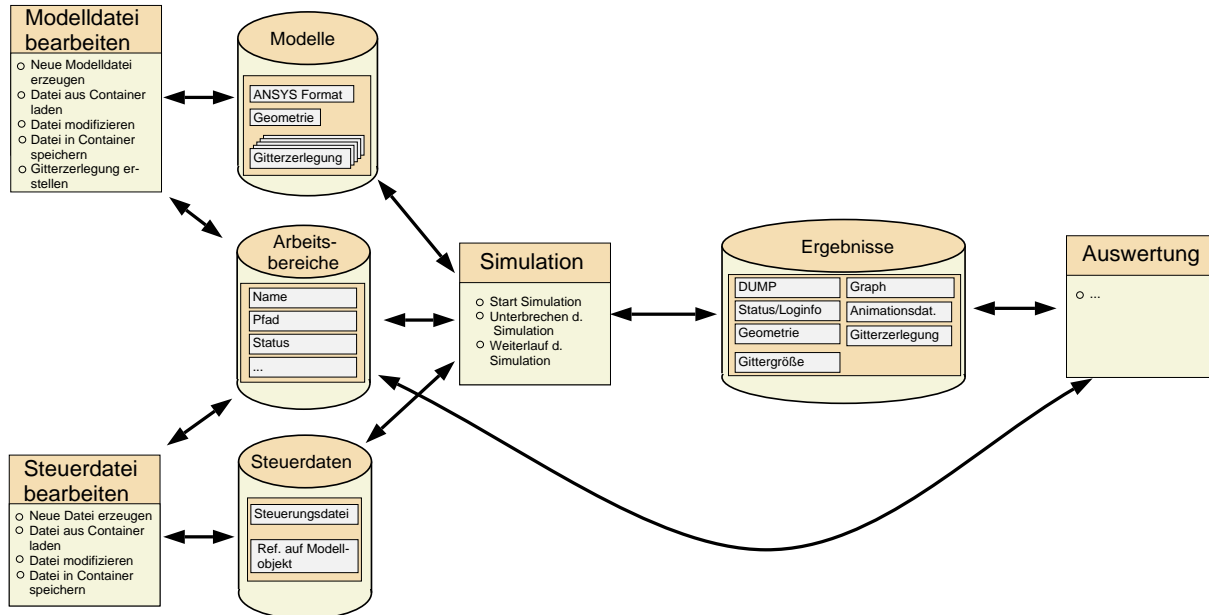 Modelldatei
bearbeiten
Neue Modelldatei
erzeugen
Datei aus Container
laden
Datei modifizieren
Datei in Container
speichern
Gitterzerlegung er-
stellen
Modelle
ANSYS Format
Geometrie
Gitterzerlegung
Arbeits-
bereiche
Name
Pfad
Status
...
Simulation
Start Simulation
Unterbrechen d.
Simulation
Weiterlauf d.
Simulation
Ergebnisse
DUMP
Graph
Status/Loginfo
Animationsdat.
Geometrie
Gitterzerlegung
Gittergröße
Auswertung
...
Steuerdatei
bearbeiten
Neue Datei erzeugen
Datei aus Container
laden
Datei modifizieren
Datei in Container
speichern
Steuerdaten
Steuerungsdatei
Ref. auf Modell-
objekt